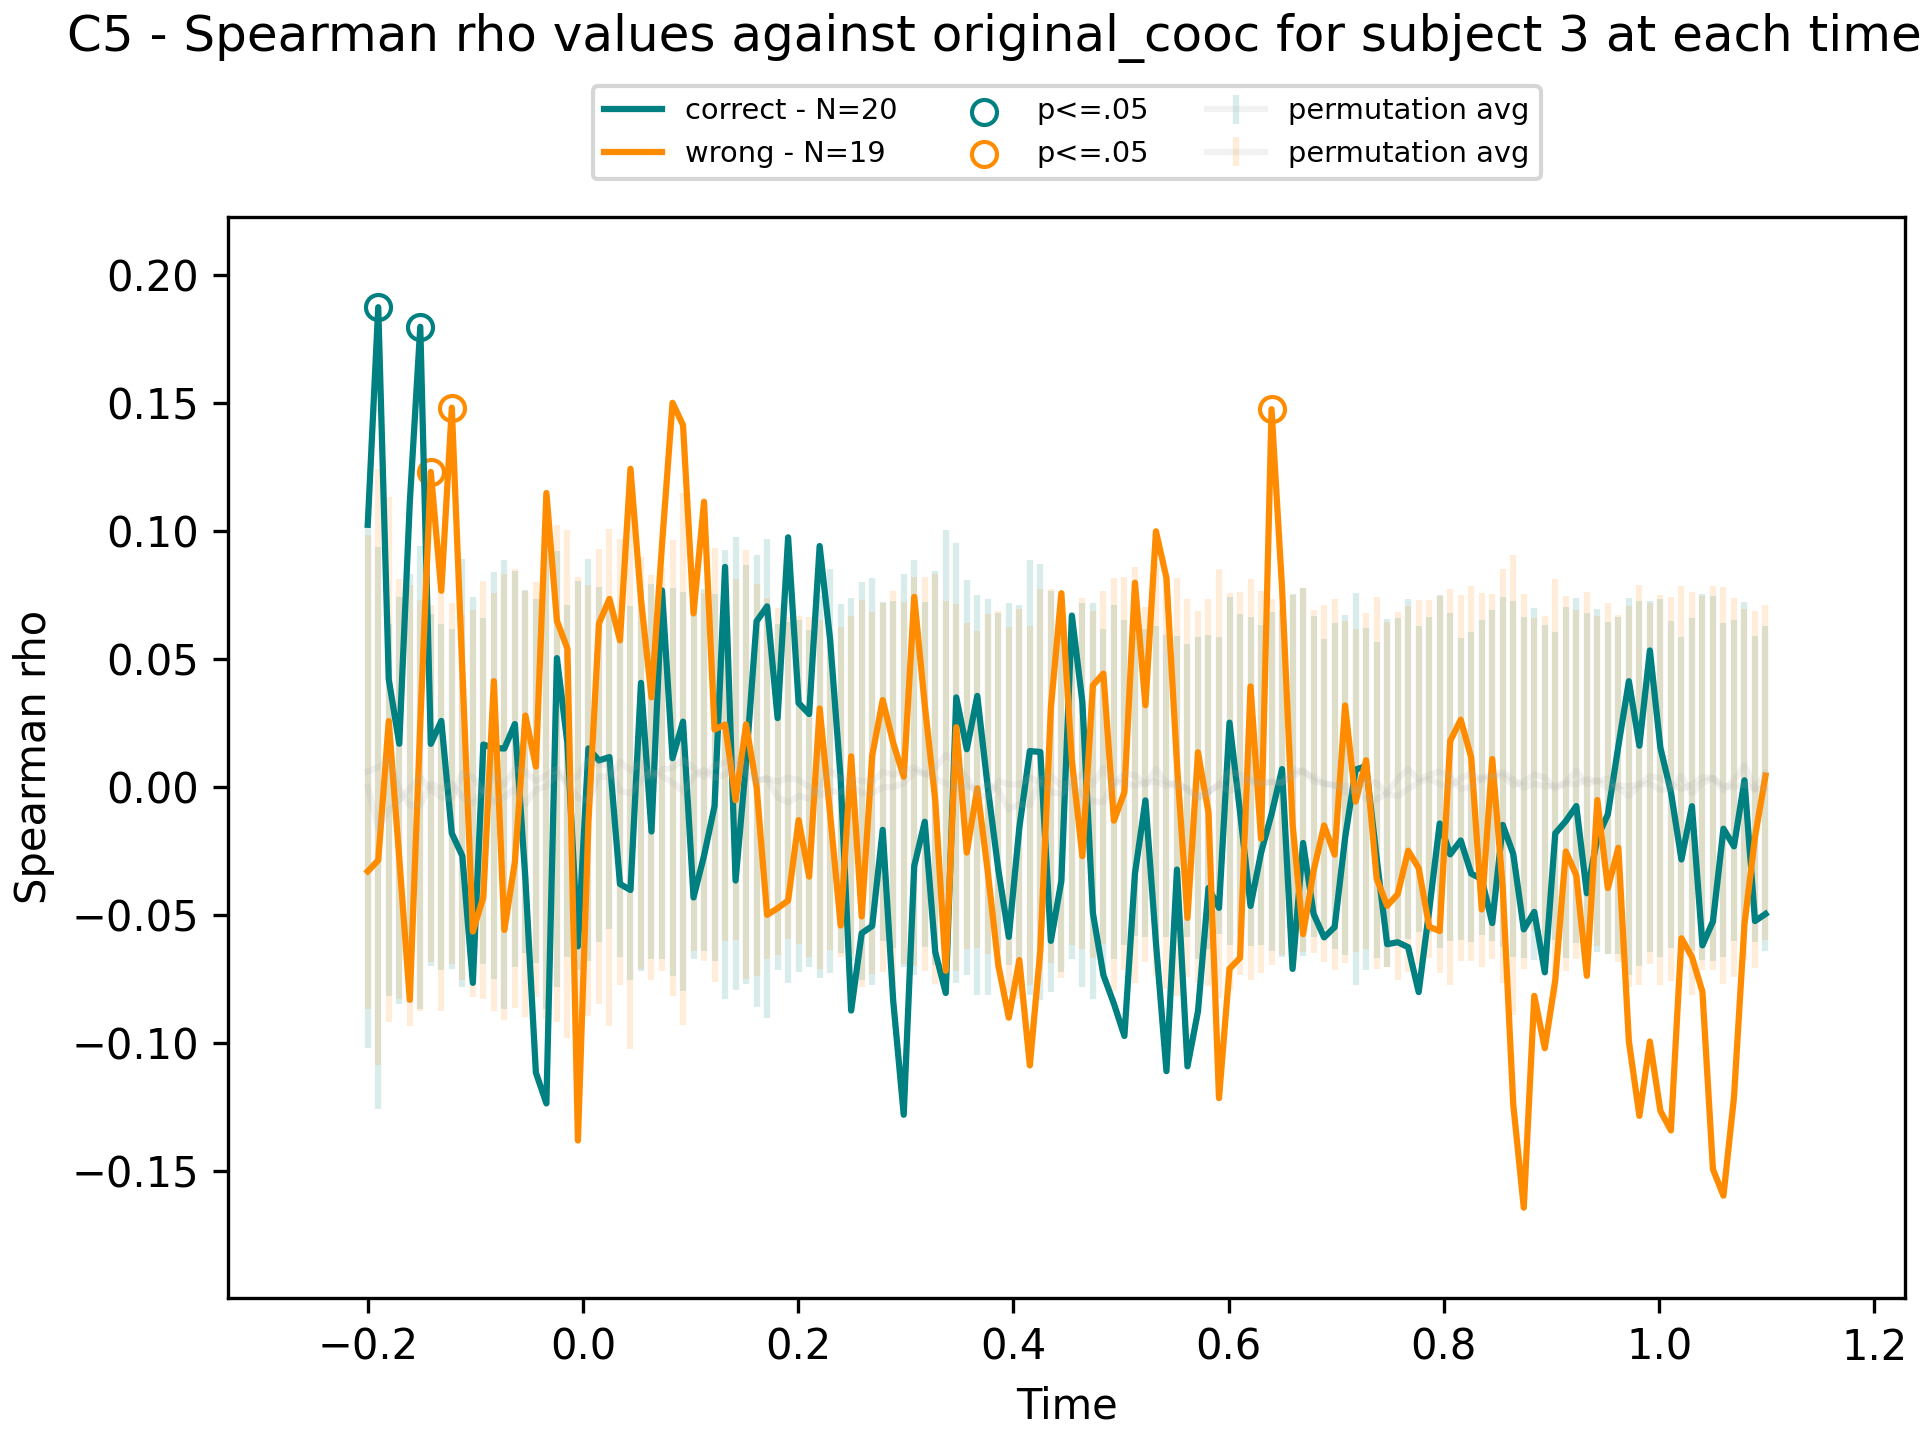 C5 - Spearman rho values against original_cooc for subject 3 at each time
correct - N=20 p<=.05 permutation avg
wrong - N=19 p<=.05 permutation avg
Spearman rho
0.20
0.15
0.10
0.05
0.00
−0.05
−0.10
−0.15
−0.2 0.0 0.2 0.4 0.6 0.8 1.0 1.2
Time